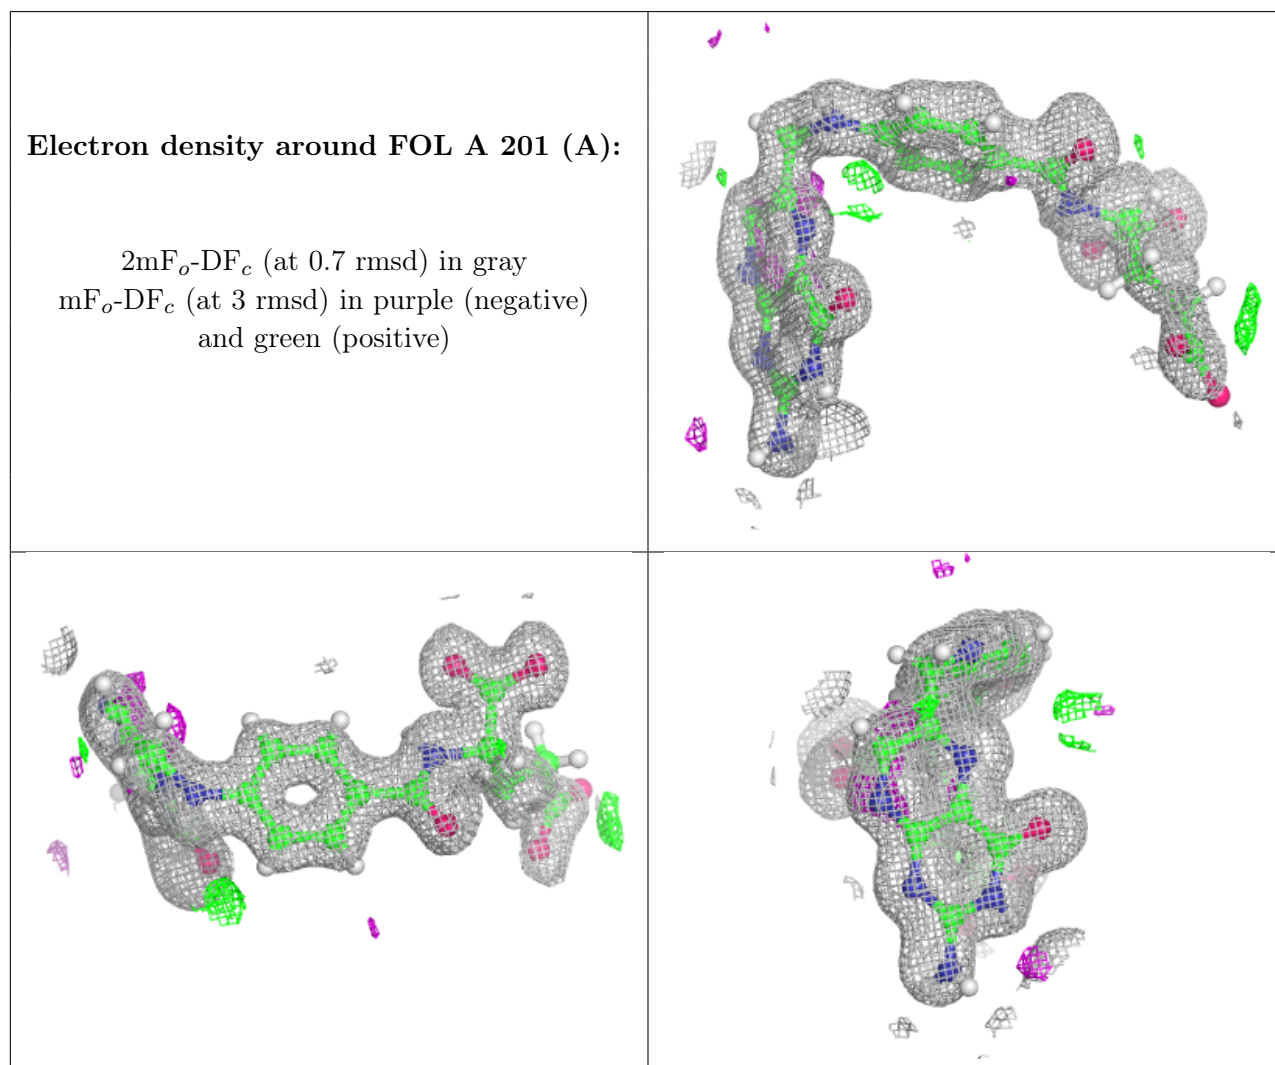 Electron density around FOL A 201 (A):
2mFo-DFc (at 0.7 rmsd) in gray
mFo-DFc (at 3 rmsd) in purple (negative)
and green (positive)